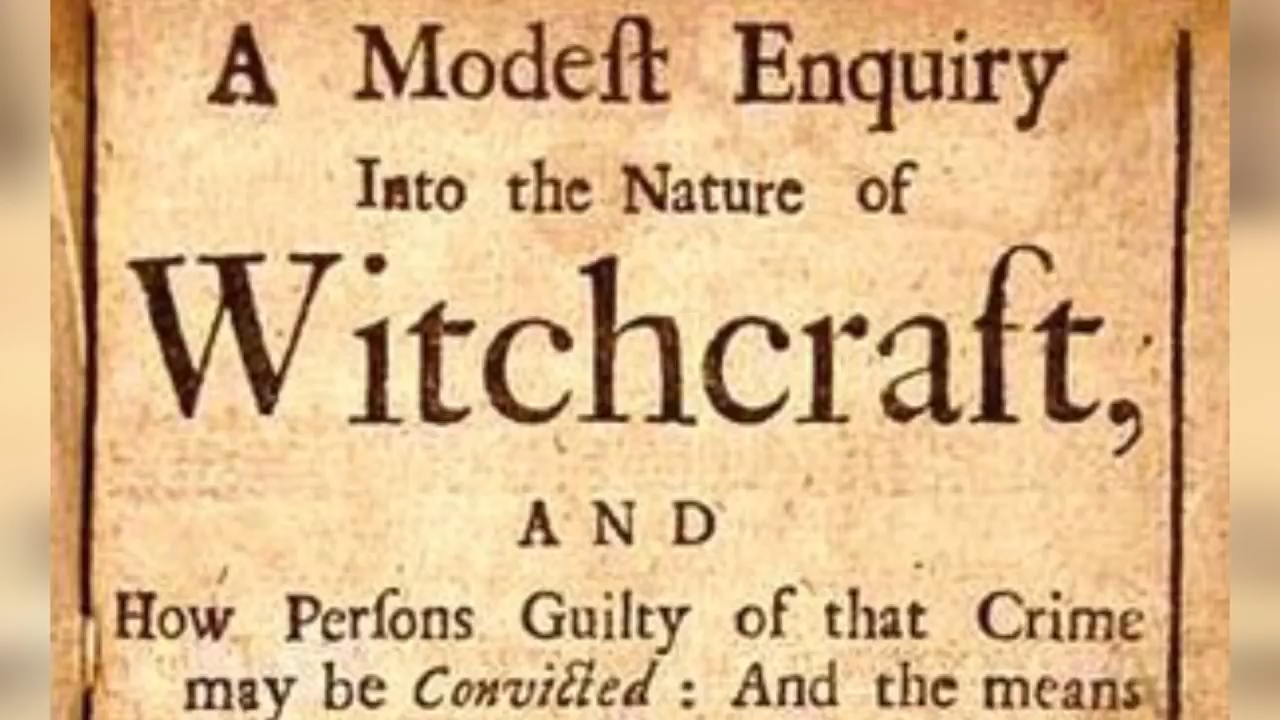 A Modeſt Enquiry
Into the Nature of
Witchcraft,
AND
How Perſons Guilty of that Crime
may be Convicted : And the means